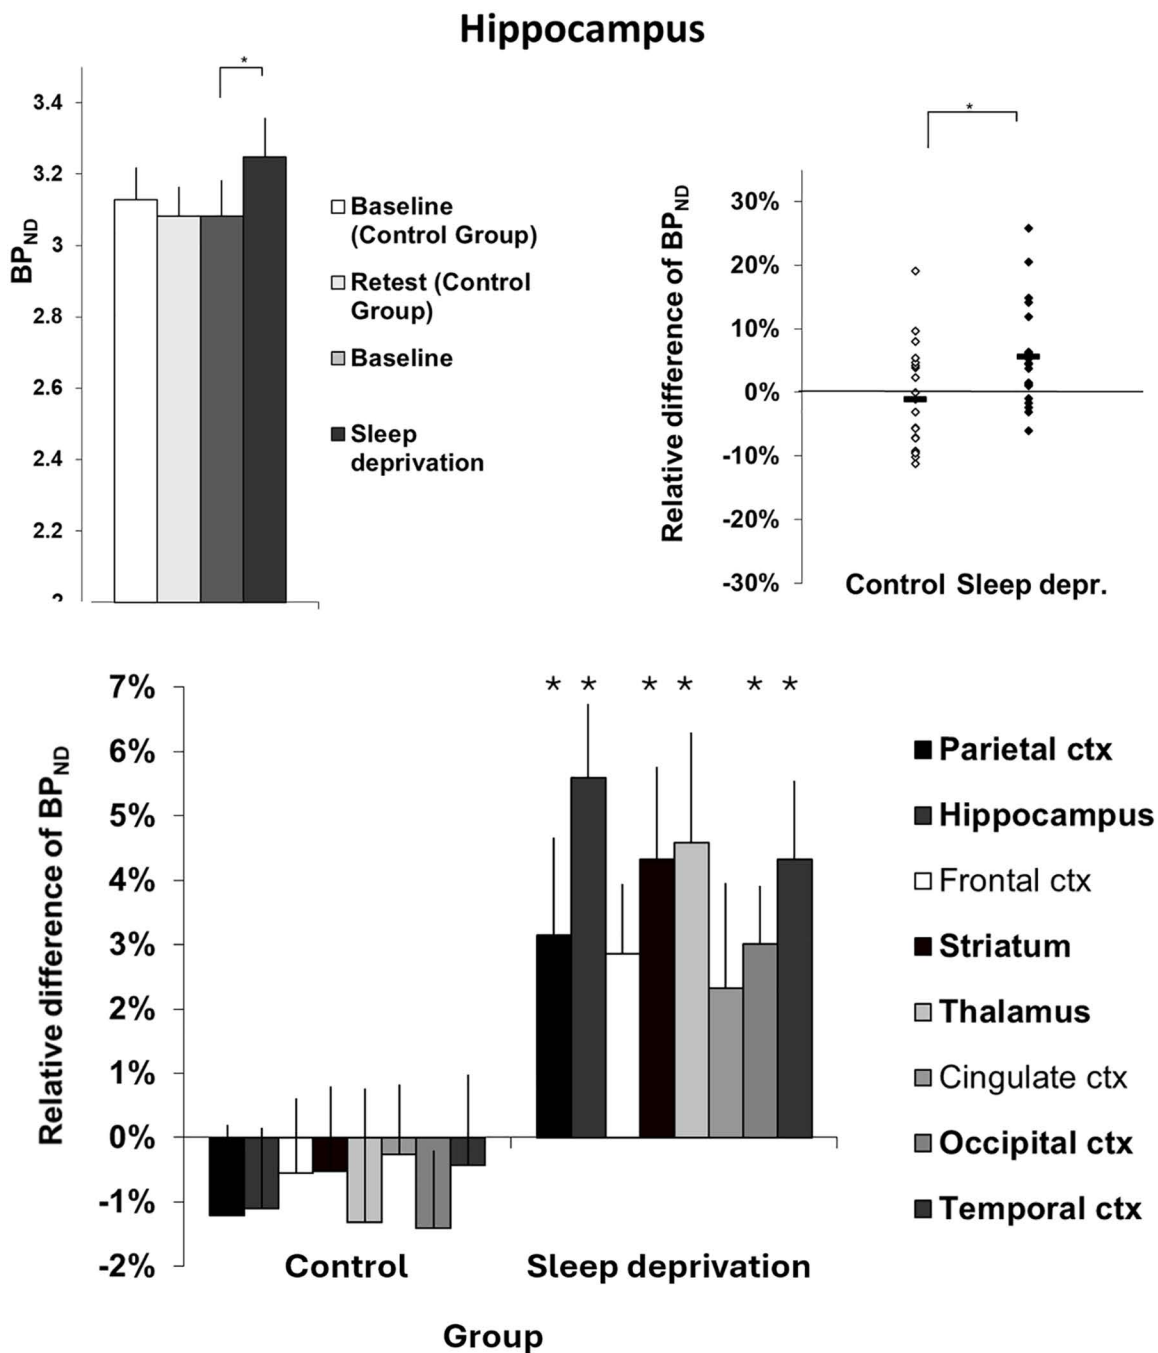 Hippocampus
*
3.4
3.2
3
2.8
2.6
2.4
2.2
BP_ND
Baseline
(Control Group)
Retest (Control
Group)
Baseline
Sleep
deprivation
*
30%
20%
10%
0%
-10%
-20%
-30%
Relative difference of BP_ND
Control Sleep depr.
7%
6%
5%
4%
3%
2%
1%
0%
-1%
-2%
Relative difference of BP_ND
* * * * * *
Control Sleep deprivation
Group
Parietal ctx
Hippocampus
Frontal ctx
Striatum
Thalamus
Cingulate ctx
Occipital ctx
Temporal ctx